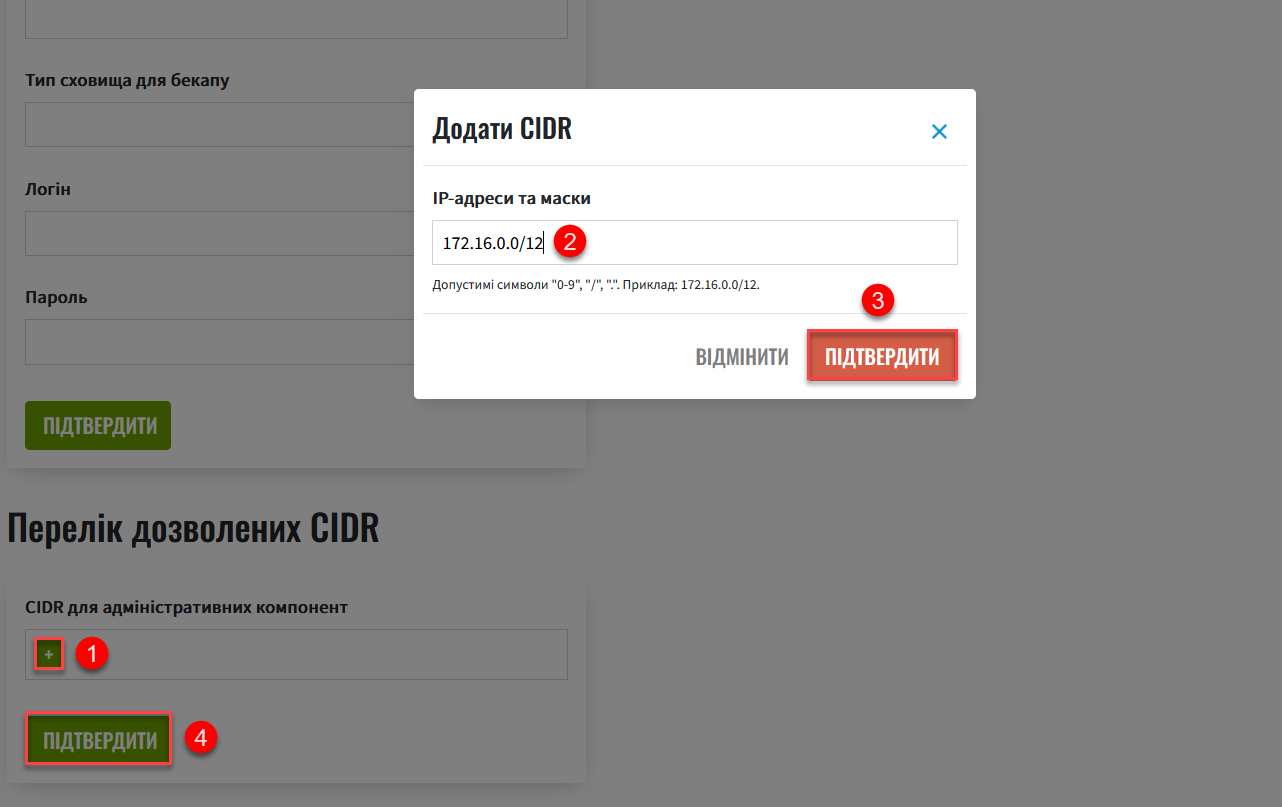 Тип сховища для бекапу
Логін
Пароль
ПІДТВЕРДИТИ
Додати CIDR
×
IP-адреси та маски
172.16.0.0/12
2
Допустимі символи "0-9", "/", ".". Приклад: 172.16.0.0/12.
3
ВІДМІНИТИ ПІДТВЕРДИТИ
Перелік дозволених CIDR
CIDR для адміністративних компонент
+ 1
ПІДТВЕРДИТИ 4